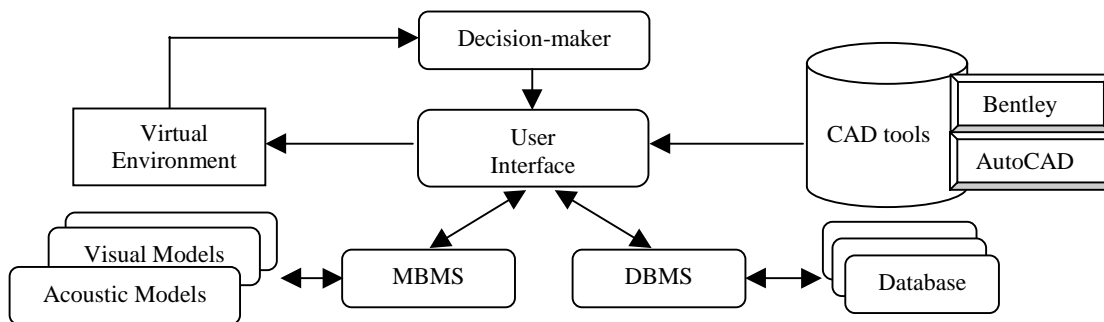 Decision-maker
Bentley
Virtual
Environment
User
Interface
CAD tools
AutoCAD
Visual Models
Acoustic Models
MBMS
DBMS
Database